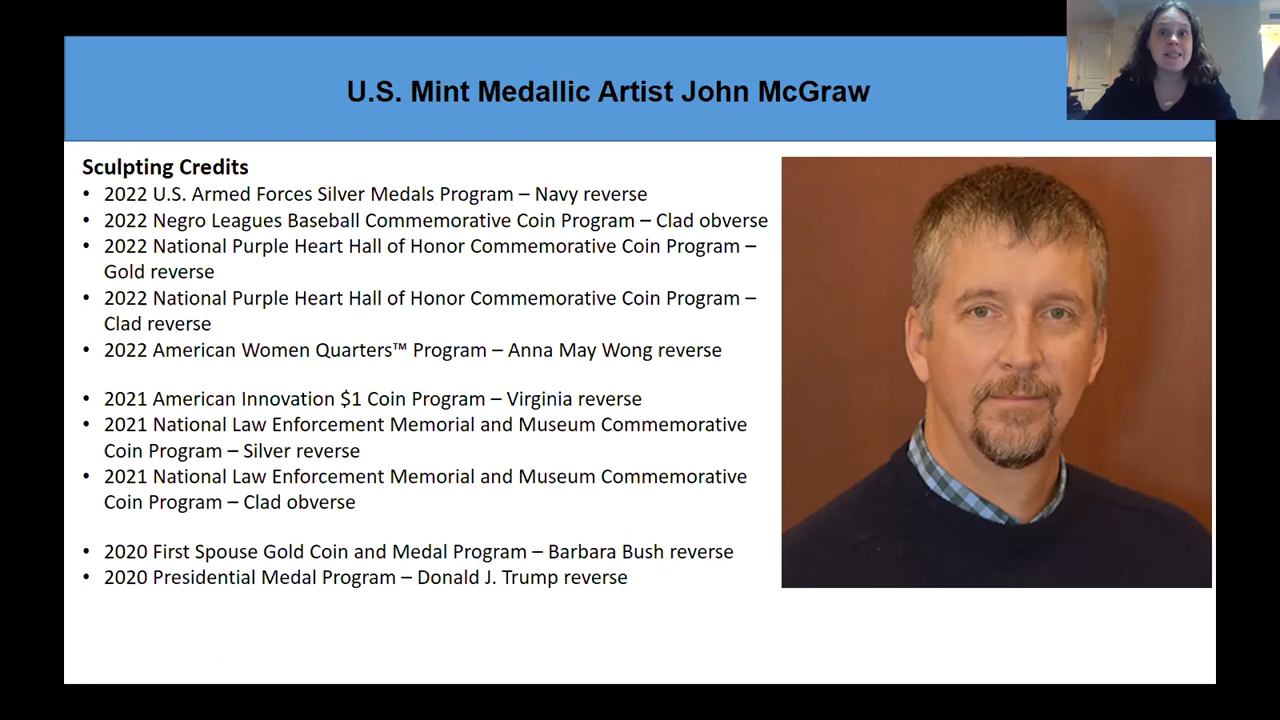 U.S. Mint Medallic Artist John McGraw
Sculpting Credits
• 2022 U.S. Armed Forces Silver Medals Program – Navy reverse
• 2022 Negro Leagues Baseball Commemorative Coin Program – Clad obverse
• 2022 National Purple Heart Hall of Honor Commemorative Coin Program –
Gold reverse
• 2022 National Purple Heart Hall of Honor Commemorative Coin Program –
Clad reverse
• 2022 American Women Quarters™ Program – Anna May Wong reverse
• 2021 American Innovation $1 Coin Program – Virginia reverse
• 2021 National Law Enforcement Memorial and Museum Commemorative
Coin Program – Silver reverse
• 2021 National Law Enforcement Memorial and Museum Commemorative
Coin Program – Clad obverse
• 2020 First Spouse Gold Coin and Medal Program – Barbara Bush reverse
• 2020 Presidential Medal Program – Donald J. Trump reverse